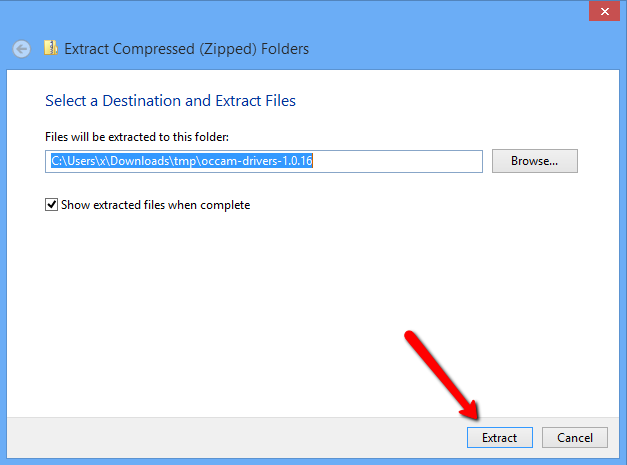 Extract Compressed (Zipped) Folders
Select a Destination and Extract Files
Files will be extracted to this folder:
C:\Users\x\Downloads\tmp\occam-drivers-1.0.16
Browse...
Show extracted files when complete
Extract
Cancel